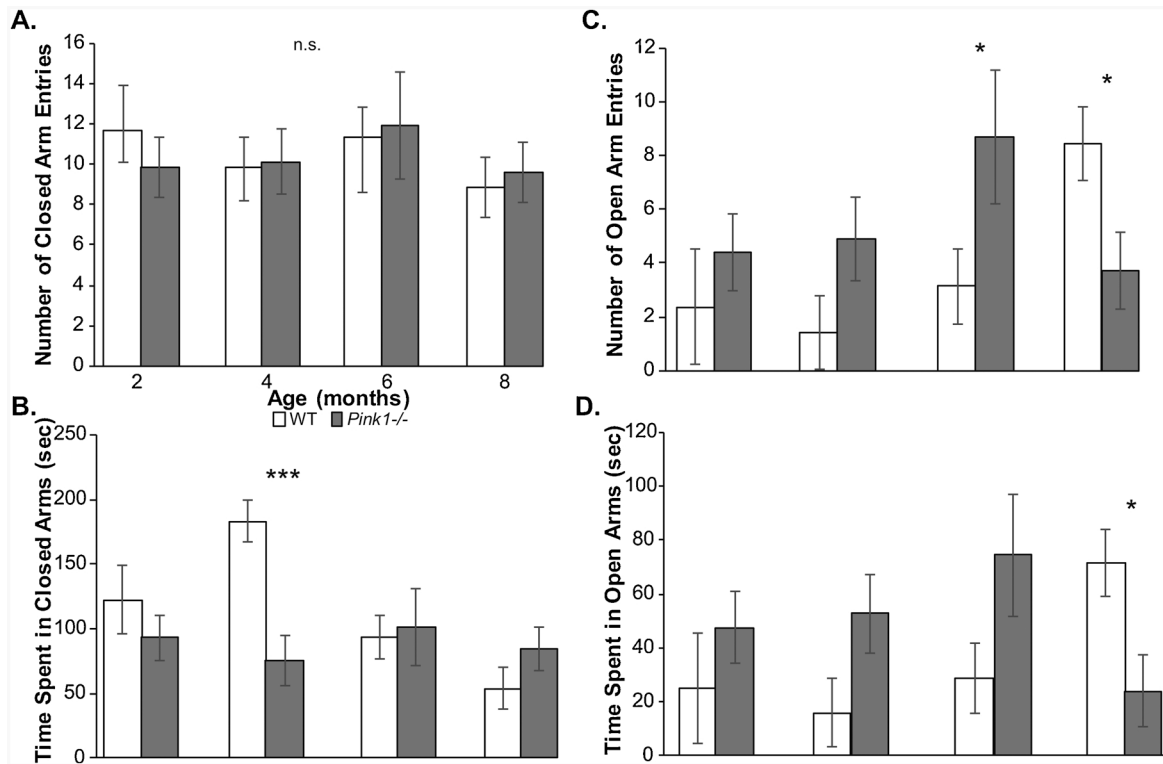 A.
Number of Closed Arm Entries
16
14
12
10
8
6
4
2
0
n.s.
2 4 6 8
Age (months)
WT Pink1-/-
B.
Time Spent in Closed Arms (sec)
250
200
150
100
50
0
***
C.
Number of Open Arm Entries
12
10
8
6
4
2
0
*
*
D.
Time Spent in Open Arms (sec)
120
100
80
60
40
20
0
*